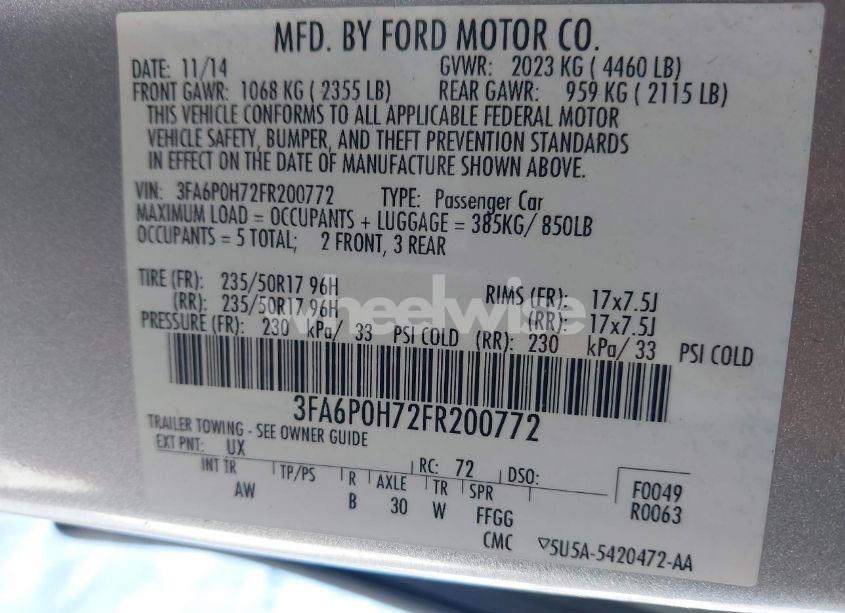 MFD. BY FORD MOTOR CO.
DATE: 11/14 GVWR: 2023 KG ( 4460 LB)
FRONT GAWR: 1068 KG ( 2355 LB) REAR GAWR: 959 KG ( 2115 LB)
THIS VEHICLE CONFORMS TO ALL APPLICABLE FEDERAL MOTOR
VEHICLE SAFETY, BUMPER, AND THEFT PREVENTION STANDARDS
IN EFFECT ON THE DATE OF MANUFACTURE SHOWN ABOVE.
VIN: 3FA6P0H72FR200772 TYPE: Passenger Car
MAXIMUM LOAD = OCCUPANTS + LUGGAGE = 385KG/ 850LB
OCCUPANTS = 5 TOTAL; 2 FRONT, 3 REAR
TIRE (FR): 235/50R17 96H RIMS (FR): 17x7.5J
(RR): 235/50R17 96H (RR): 17x7.5J
wheelwise
PRESSURE (FR): 230 kPa/ 33 PSI COLD (RR): 230 kPa/ 33 PSI COLD
3FA6P0H72FR200772
TRAILER TOWING - SEE OWNER GUIDE
EXT PNT: UX RC: 72 DSO:
INT TR TP/PS R AXLE TR SPR F0049
AW B 30 W FFGG R0063
CMC ▽5U5A-5420472-AA